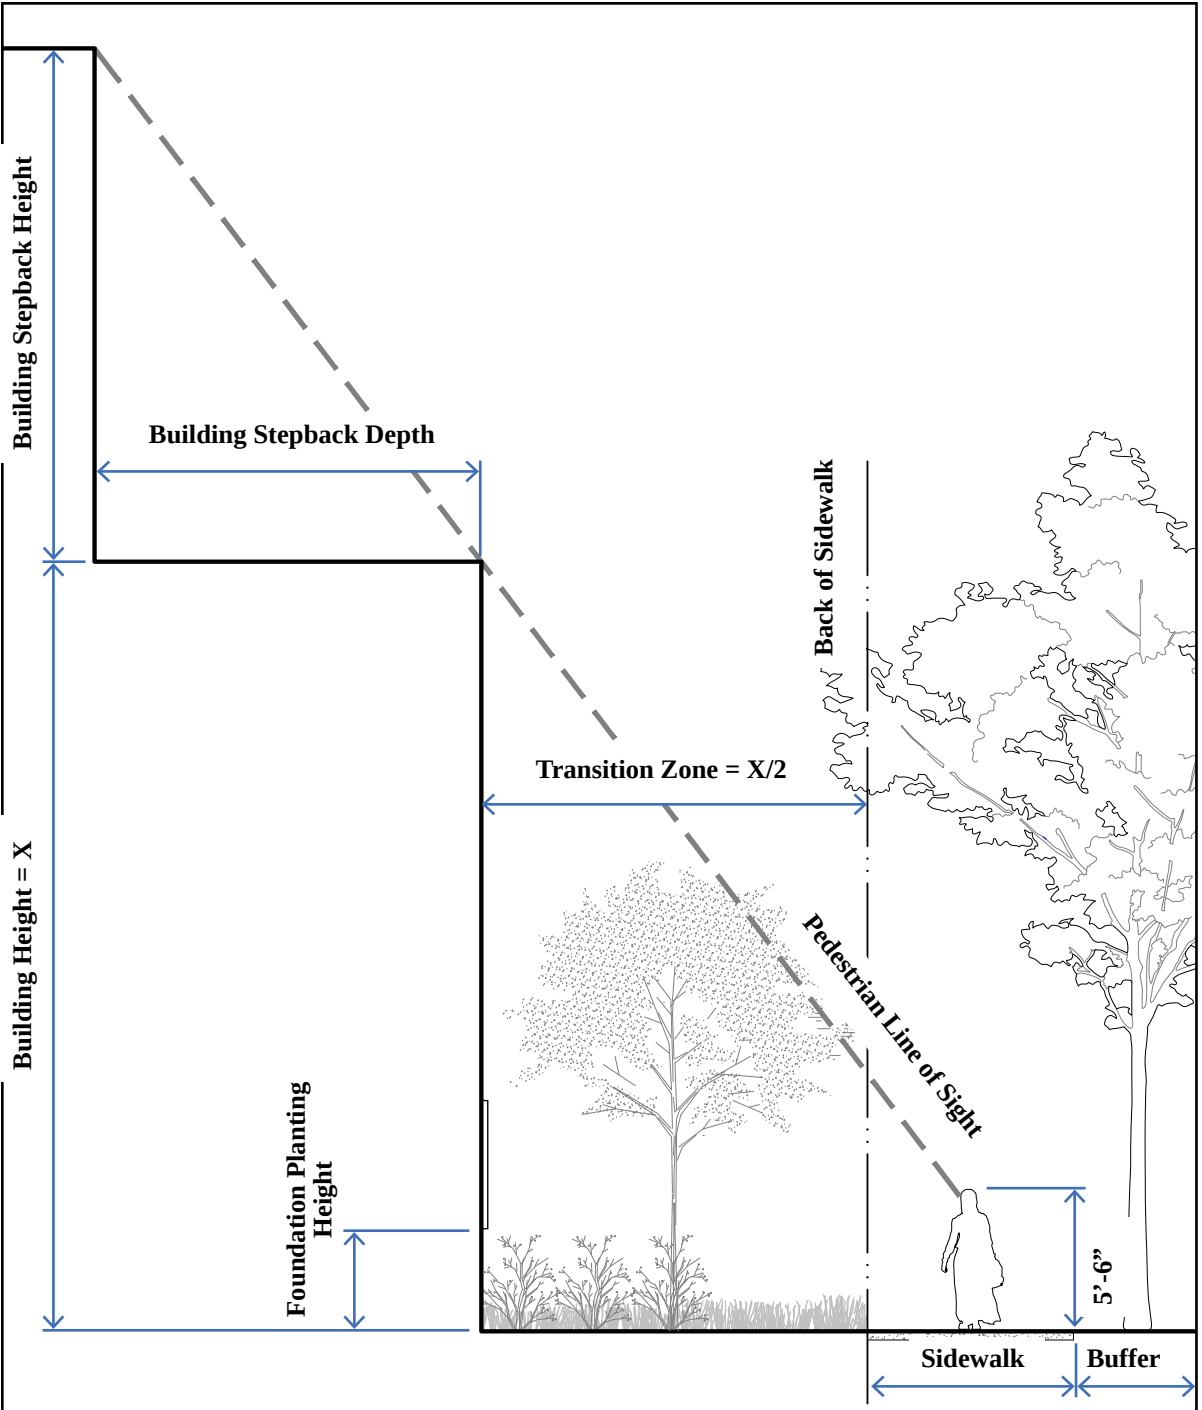 Building Stepback Height
Building Stepback Depth
Back of Sidewalk
Transition Zone = X/2
Building Height = X
Pedestrian Line of Sight
Foundation Planting
Height
5’-6”
Sidewalk
Buffer